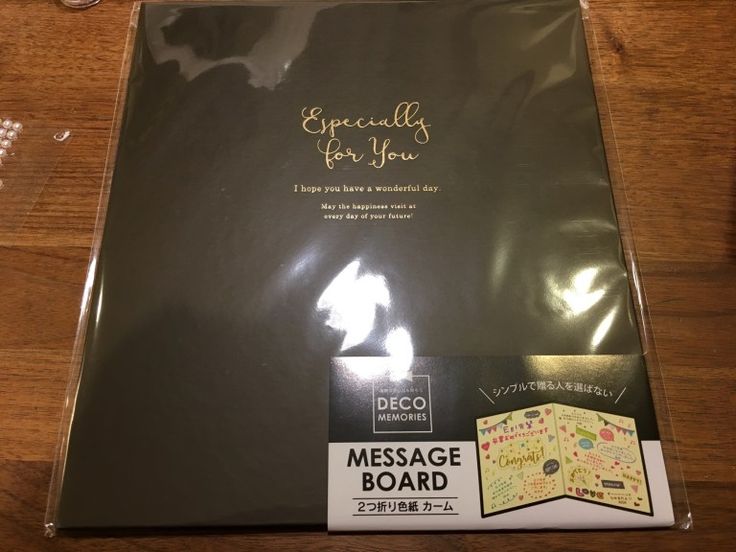 Especially
for You
I hope you have a wonderful day.
May the happiness visit at
every day of your future!
DECO
MEMORIES
MESSAGE
BOARD
2つ折り色紙 カーム
シンプルで贈る人を選ばない
Congrats!
LOVE